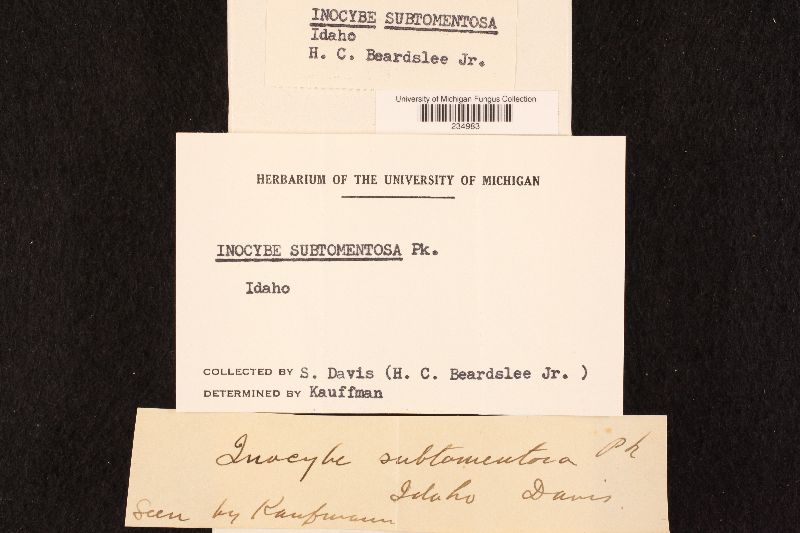 INOCYBE SUBTOMENTOSA
Idaho
H. C. Beardslee Jr.
University of Michigan Fungus Collection
234963
HERBARIUM OF THE UNIVERSITY OF MICHIGAN
INOCYBE SUBTOMENTOSA Pk.
Idaho
COLLECTED BY S. Davis (H. C. Beardslee Jr. )
DETERMINED BY Kauffman
Inocybe subtomentosa Pk
Idaho Davis
Seen by Kaufmann